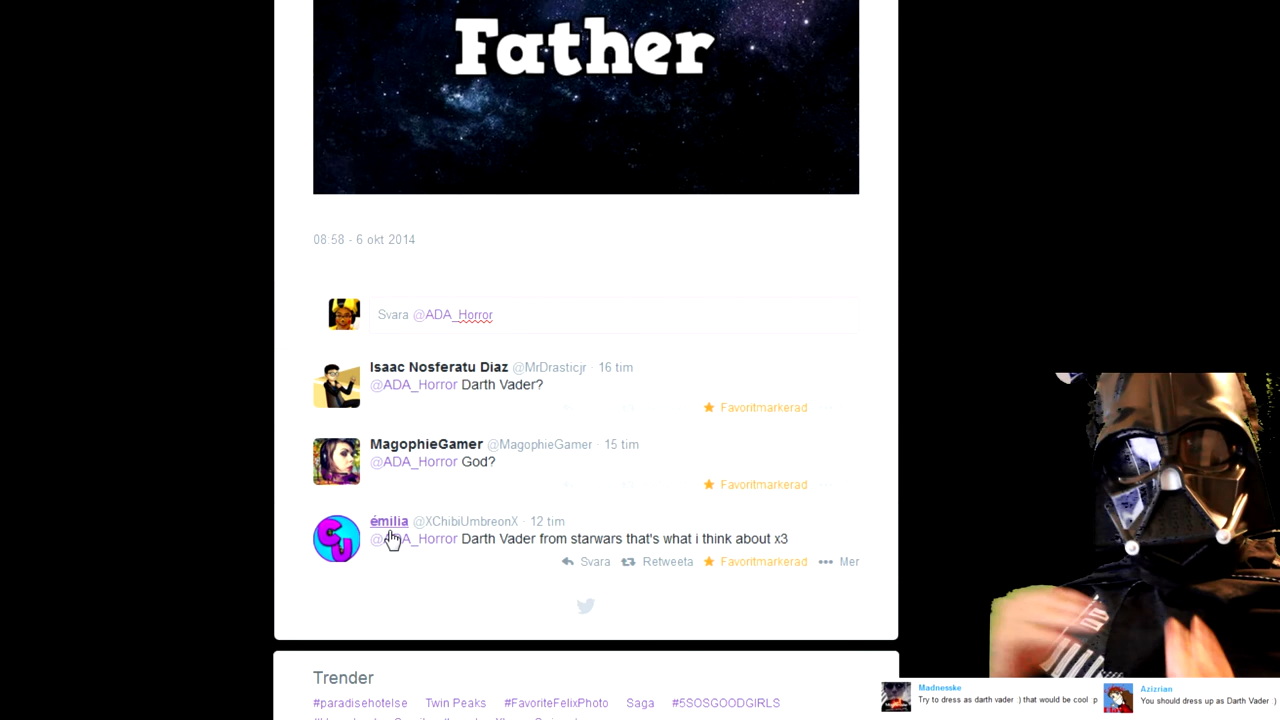 Father
08:58 - 6 okt 2014
Svara @ADA_Horror
Isaac Nosferatu Diaz @MrDrasticjr · 16 tim
@ADA_Horror Darth Vader?
Favoritmarkerad
MagophieGamer @MagophieGamer · 15 tim
@ADA_Horror God?
Favoritmarkerad
émilia @XChibiUmbreonX · 12 tim
@ADA_Horror Darth Vader from starwars that's what i think about x3
Svara Retweeta Favoritmarkerad Mer
CU
Trender
#paradisehotelse Twin Peaks #FavoriteFelixPhoto Saga #5SOSGOODGIRLS
Madnesske
Try to dress as darth vader :) that would be cool :p
Azizrian
You should dress up as Darth Vader :)